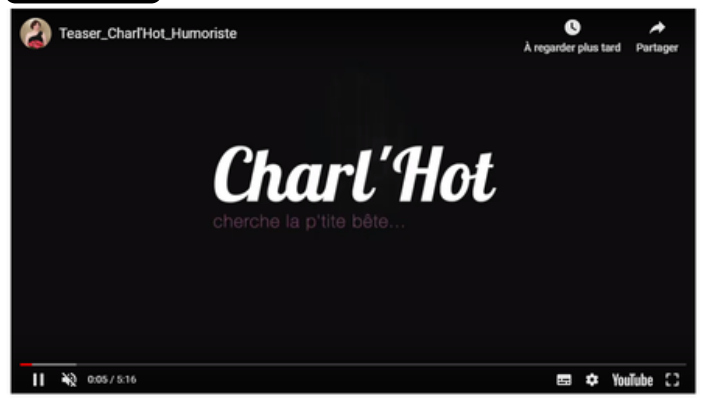 Teaser_Charl'Hot_Humoriste
À regarder plus tard
Partager
Charl'Hot
cherche la p'tite bête...
0:05 / 5:16
YouTube